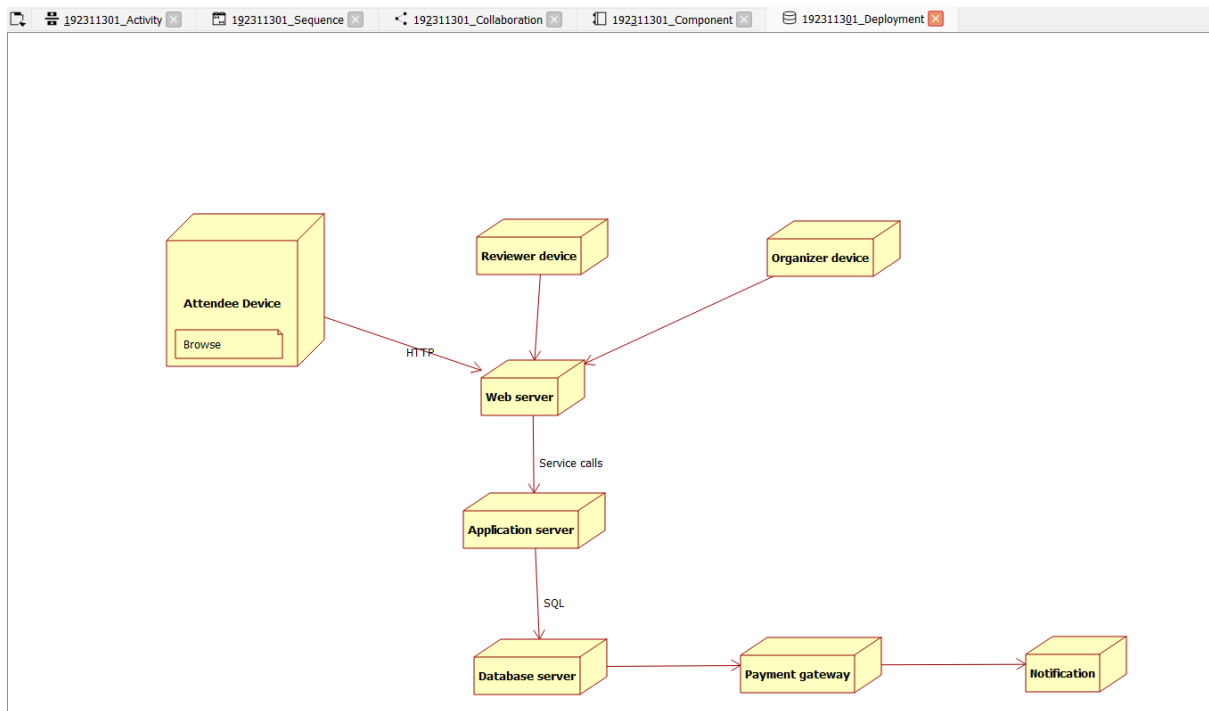 192311301_Activity
192311301_Sequence
192311301_Collaboration
192311301_Component
192311301_Deployment
Reviewer device
Organizer device
Attendee Device
Browse
HTTP
Web server
Service calls
Application server
SQL
Database server
Payment gateway
Notification